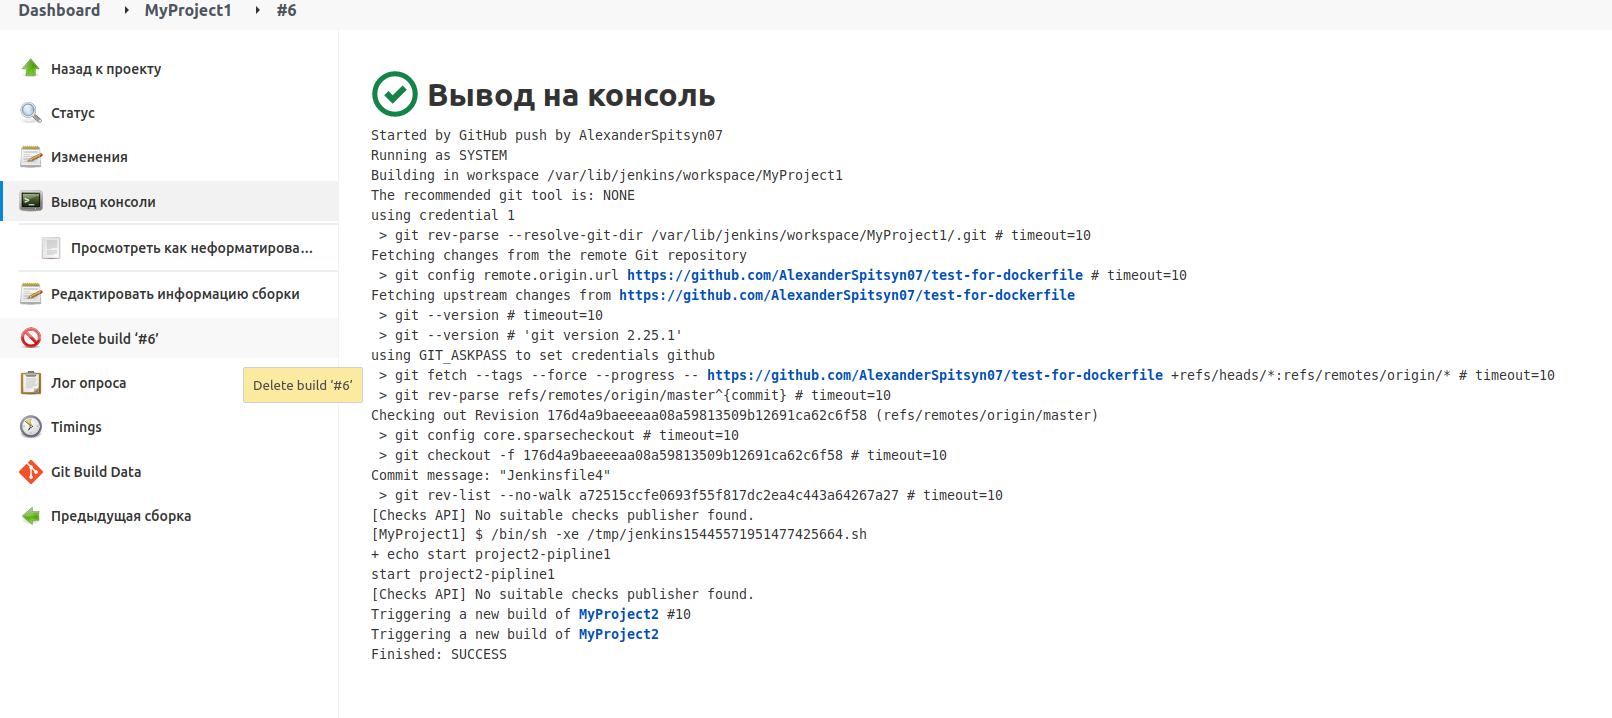 Dashboard MyProject1 #6
Назад к проекту
Статус
Изменения
Вывод консоли
Просмотреть как неформатирова...
Редактировать информацию сборки
Delete build ‘#6’
Лог опроса
Delete build ‘#6’
Timings
Git Build Data
Предыдущая сборка
Вывод на консоль
Started by GitHub push by AlexanderSpitsyn07
Running as SYSTEM
Building in workspace /var/lib/jenkins/workspace/MyProject1
The recommended git tool is: NONE
using credential 1
> git rev-parse --resolve-git-dir /var/lib/jenkins/workspace/MyProject1/.git # timeout=10
Fetching changes from the remote Git repository
> git config remote.origin.url https://github.com/AlexanderSpitsyn07/test-for-dockerfile # timeout=10
Fetching upstream changes from https://github.com/AlexanderSpitsyn07/test-for-dockerfile
> git --version # timeout=10
> git --version # 'git version 2.25.1'
using GIT_ASKPASS to set credentials github
> git fetch --tags --force --progress -- https://github.com/AlexanderSpitsyn07/test-for-dockerfile +refs/heads/*:refs/remotes/origin/* # timeout=10
> git rev-parse refs/remotes/origin/master^{commit} # timeout=10
Checking out Revision 176d4a9baeeeaa08a59813509b12691ca62c6f58 (refs/remotes/origin/master)
> git config core.sparsecheckout # timeout=10
> git checkout -f 176d4a9baeeeaa08a59813509b12691ca62c6f58 # timeout=10
Commit message: "Jenkinsfile4"
> git rev-list --no-walk a72515ccfe0693f55f817dc2ea4c443a64267a27 # timeout=10
[Checks API] No suitable checks publisher found.
[MyProject1] $ /bin/sh -xe /tmp/jenkins15445571951477425664.sh
+ echo start project2-pipline1
start project2-pipline1
[Checks API] No suitable checks publisher found.
Triggering a new build of MyProject2 #10
Triggering a new build of MyProject2
Finished: SUCCESS